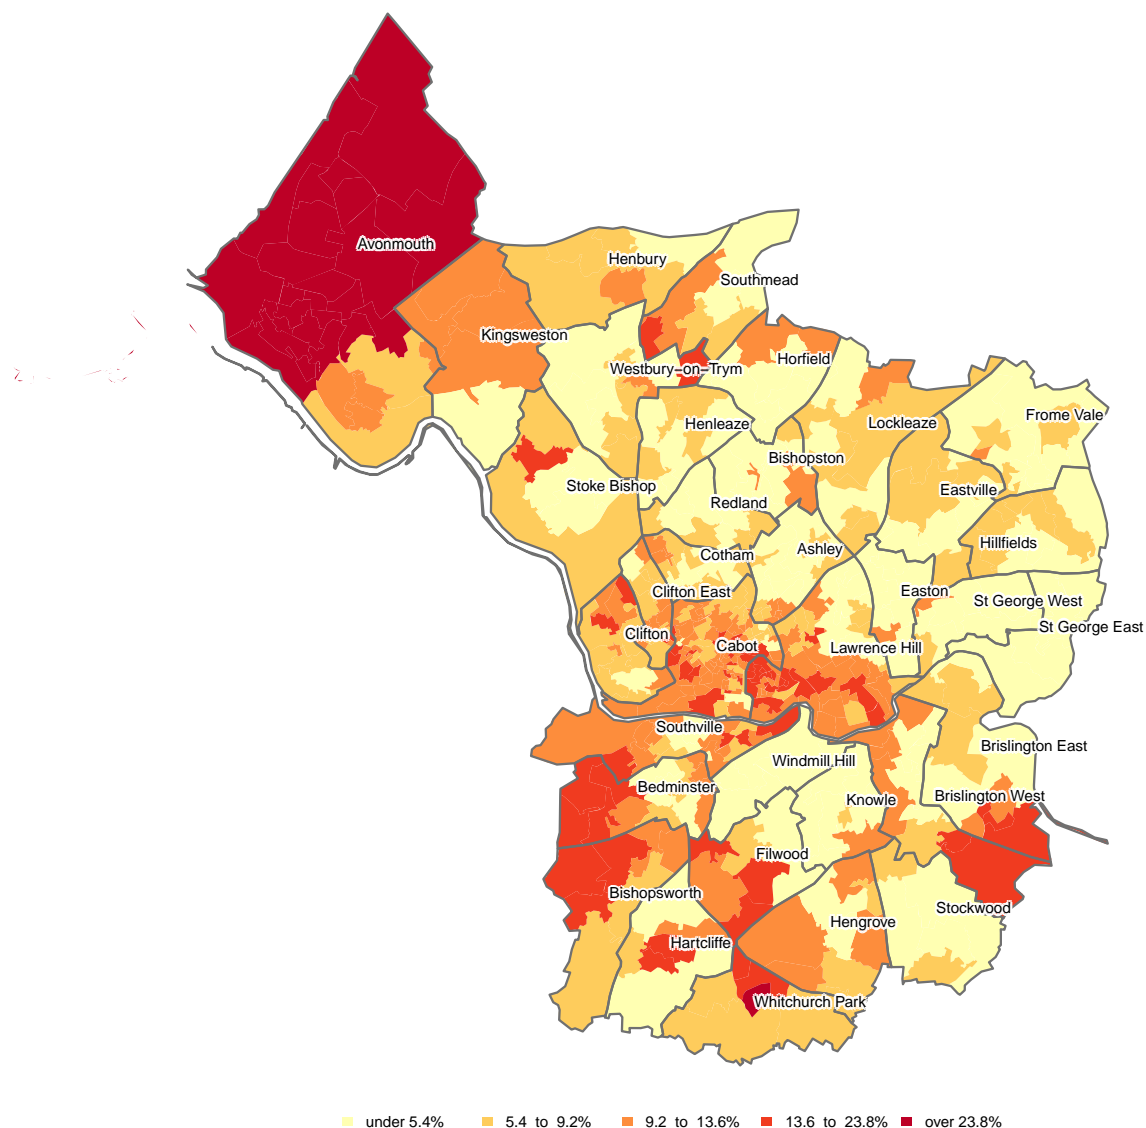 Avonmouth
Henbury
Southmead
Kingsweston
Horfield
Westbury−on−Trym
Frome Vale
Henleaze
Lockleaze
Bishopston
Stoke Bishop
Eastville
Redland
Hillfields
Ashley
Cotham
Clifton East
Easton
St George West
St George East
Clifton
Cabot
Lawrence Hill
Southville
Brislington East
Windmill Hill
Bedminster
Brislington West
Knowle
Filwood
Bishopsworth
Stockwood
Hengrove
Hartcliffe
Whitchurch Park
under 5.4% 5.4 to 9.2% 9.2 to 13.6% 13.6 to 23.8% over 23.8%